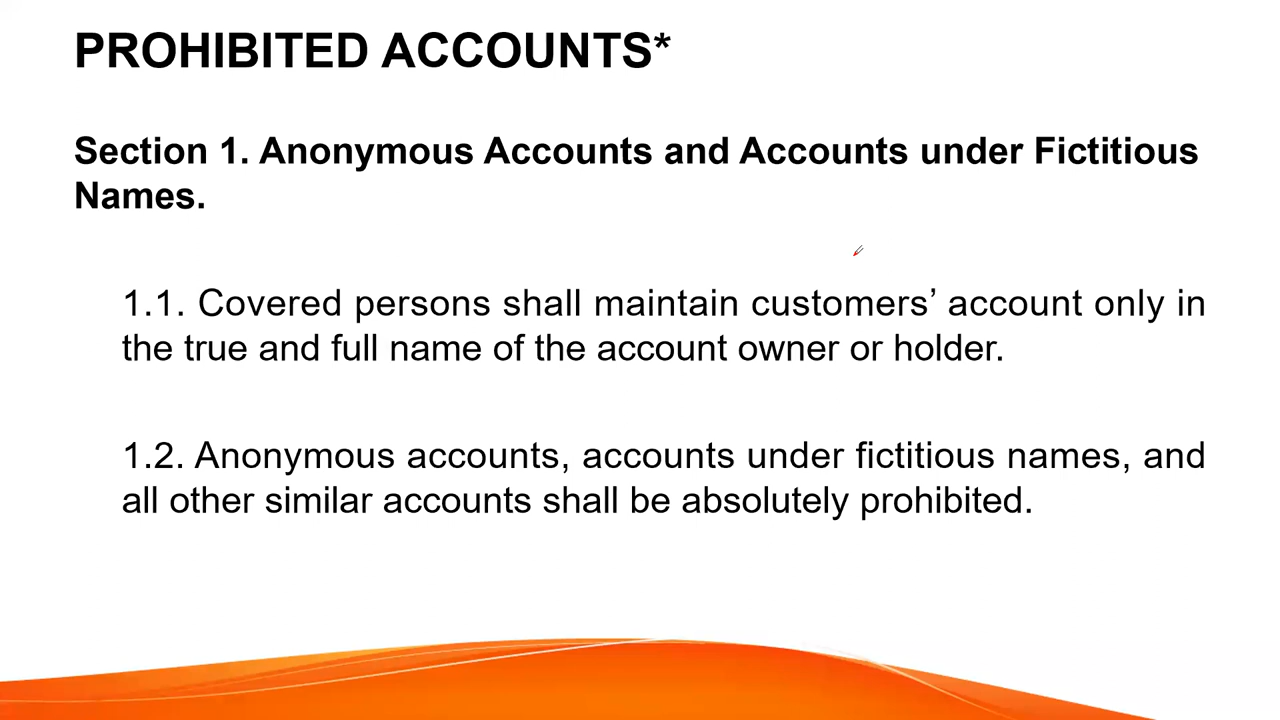 PROHIBITED ACCOUNTS*
Section 1. Anonymous Accounts and Accounts under Fictitious
Names.
1.1. Covered persons shall maintain customers’ account only in
the true and full name of the account owner or holder.
1.2. Anonymous accounts, accounts under fictitious names, and
all other similar accounts shall be absolutely prohibited.